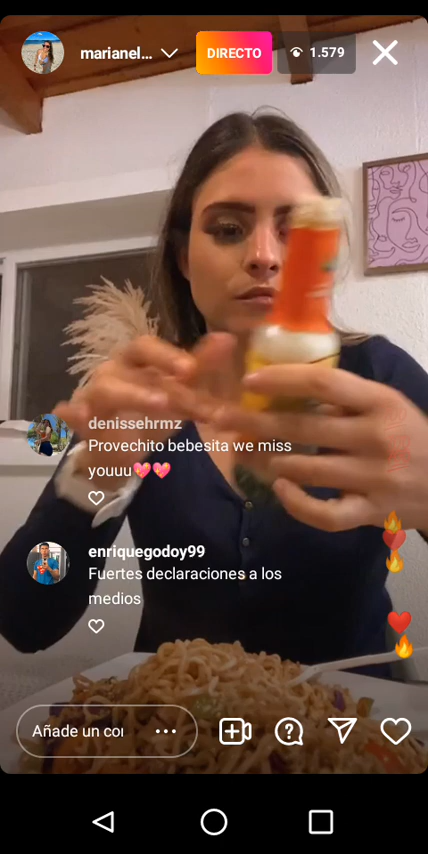 marianel...
DIRECTO
1.579
denissehrmz
Provechito bebesita we miss
youuu💖💖
enriquegodoy99
Fuertes declaraciones a los
medios
Añade un co